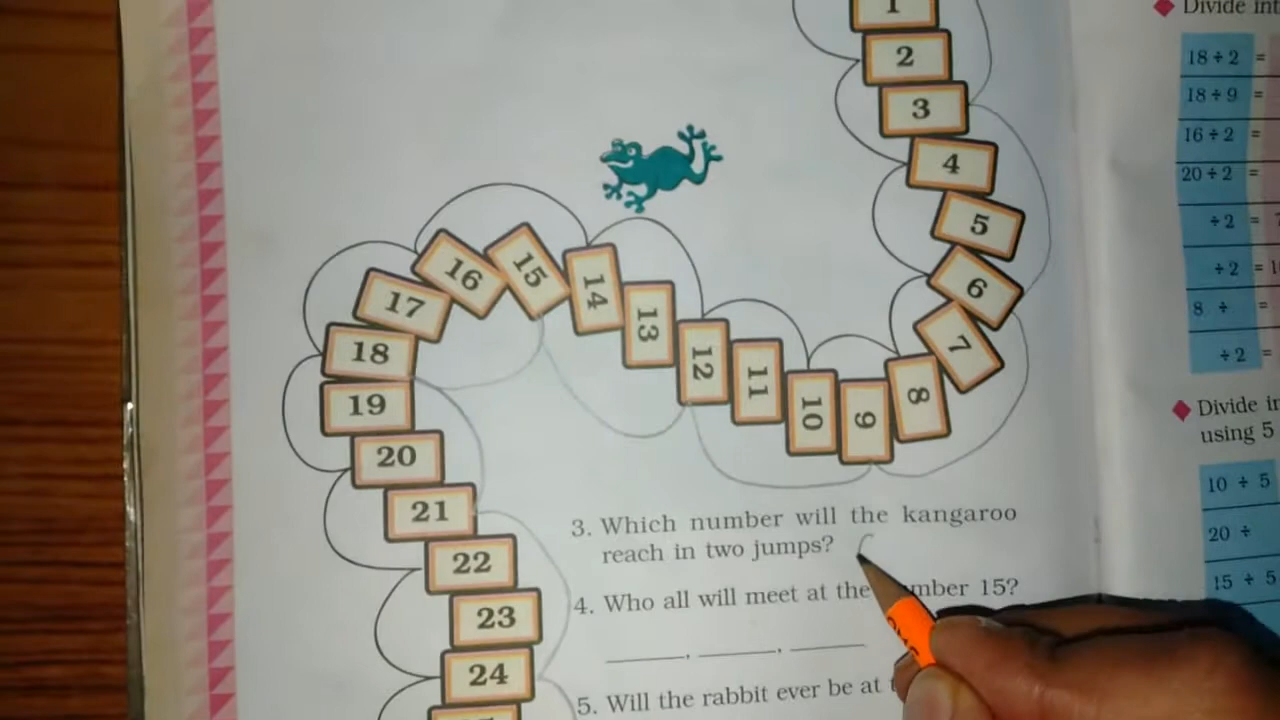 1
2
3
4
5
6
7
8
9
10
11
12
13
14
15
16
17
18
19
20
21
22
23
24
3. Which number will the kangaroo
reach in two jumps?
4. Who all will meet at the number 15?
5. Will the rabbit ever be at
Divide
18 ÷ 2 =
18 ÷ 9 =
16 ÷ 2 =
20 ÷ 2 =
÷ 2 =
÷ 2 =
8 ÷ =
÷ 2 =
Divide
using 5
10 ÷ 5
20 ÷
15 ÷ 5